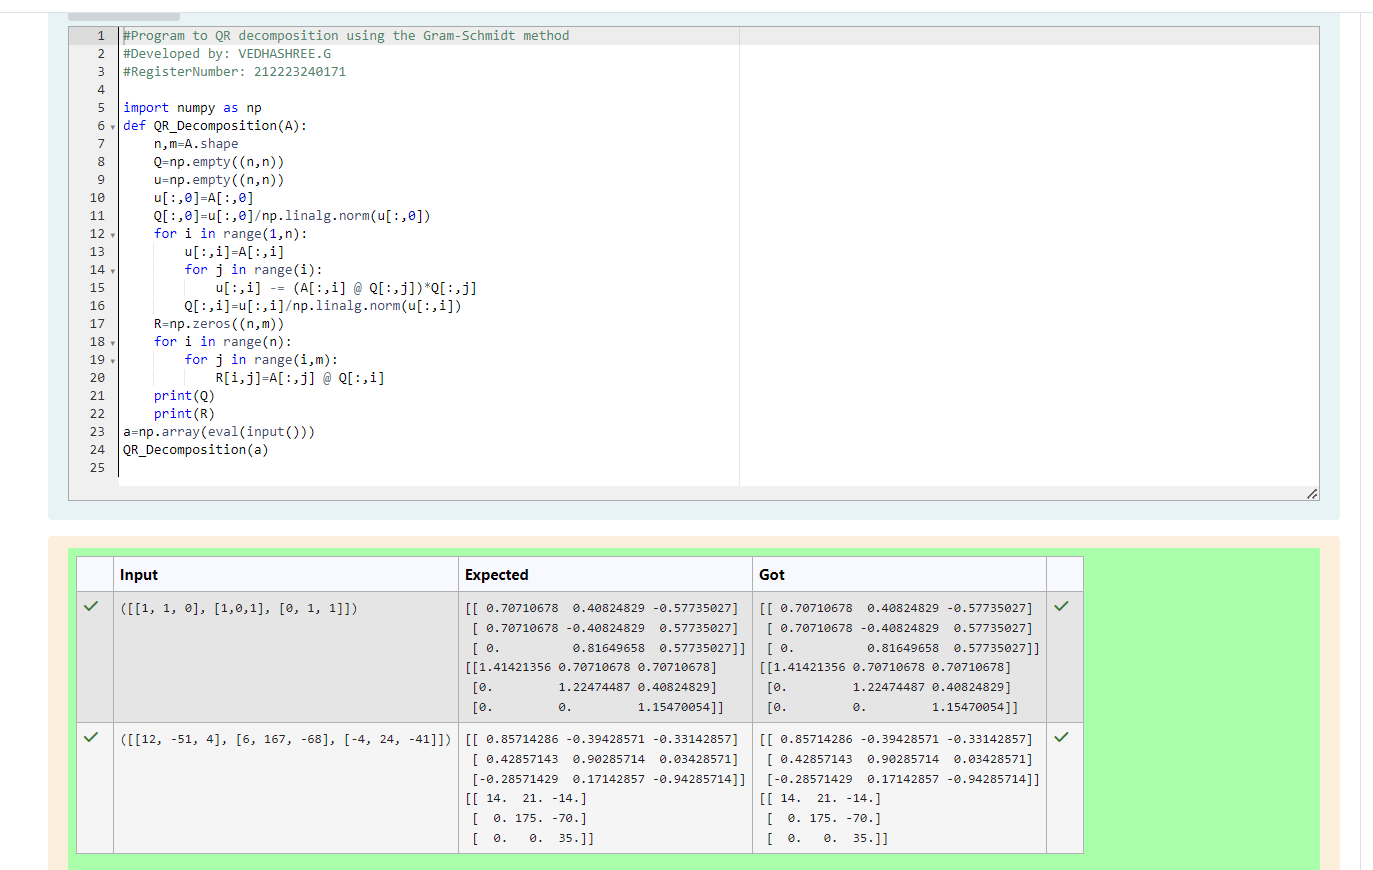 1 #Program to QR decomposition using the Gram-Schmidt method
2 #Developed by: VEDHASHREE.G
3 #RegisterNumber: 212223240171
4
5 import numpy as np
6 def QR_Decomposition(A):
7     n,m=A.shape
8     Q=np.empty((n,n))
9     u=np.empty((n,n))
10     u[:,0]=A[:,0]
11     Q[:,0]=u[:,0]/np.linalg.norm(u[:,0])
12     for i in range(1,n):
13         u[:,i]=A[:,i]
14         for j in range(i):
15             u[:,i] -= (A[:,i] @ Q[:,j])*Q[:,j]
16         Q[:,i]=u[:,i]/np.linalg.norm(u[:,i])
17     R=np.zeros((n,m))
18     for i in range(n):
19         for j in range(i,m):
20             R[i,j]=A[:,j] @ Q[:,i]
21     print(Q)
22     print(R)
23 a=np.array(eval(input()))
24 QR_Decomposition(a)
25
Input Expected Got
([[1, 1, 0], [1,0,1], [0, 1, 1]]) [[ 0.70710678  0.40824829 -0.57735027] [[ 0.70710678  0.40824829 -0.57735027]
[ 0.70710678 -0.40824829  0.57735027] [ 0.70710678 -0.40824829  0.57735027]
[ 0.          0.81649658  0.57735027]] [ 0.          0.81649658  0.57735027]]
[[1.41421356 0.70710678 0.70710678] [[1.41421356 0.70710678 0.70710678]
[0.         1.22474487 0.40824829] [0.         1.22474487 0.40824829]
[0.         0.         1.15470054]] [0.         0.         1.15470054]]
([[12, -51, 4], [6, 167, -68], [-4, 24, -41]]) [[ 0.85714286 -0.39428571 -0.33142857] [[ 0.85714286 -0.39428571 -0.33142857]
[ 0.42857143  0.90285714  0.03428571] [ 0.42857143  0.90285714  0.03428571]
[-0.28571429  0.17142857 -0.94285714]] [-0.28571429  0.17142857 -0.94285714]]
[[ 14.  21. -14.] [[ 14.  21. -14.]
[  0. 175. -70.] [  0. 175. -70.]
[  0.   0.  35.]] [  0.   0.  35.]]